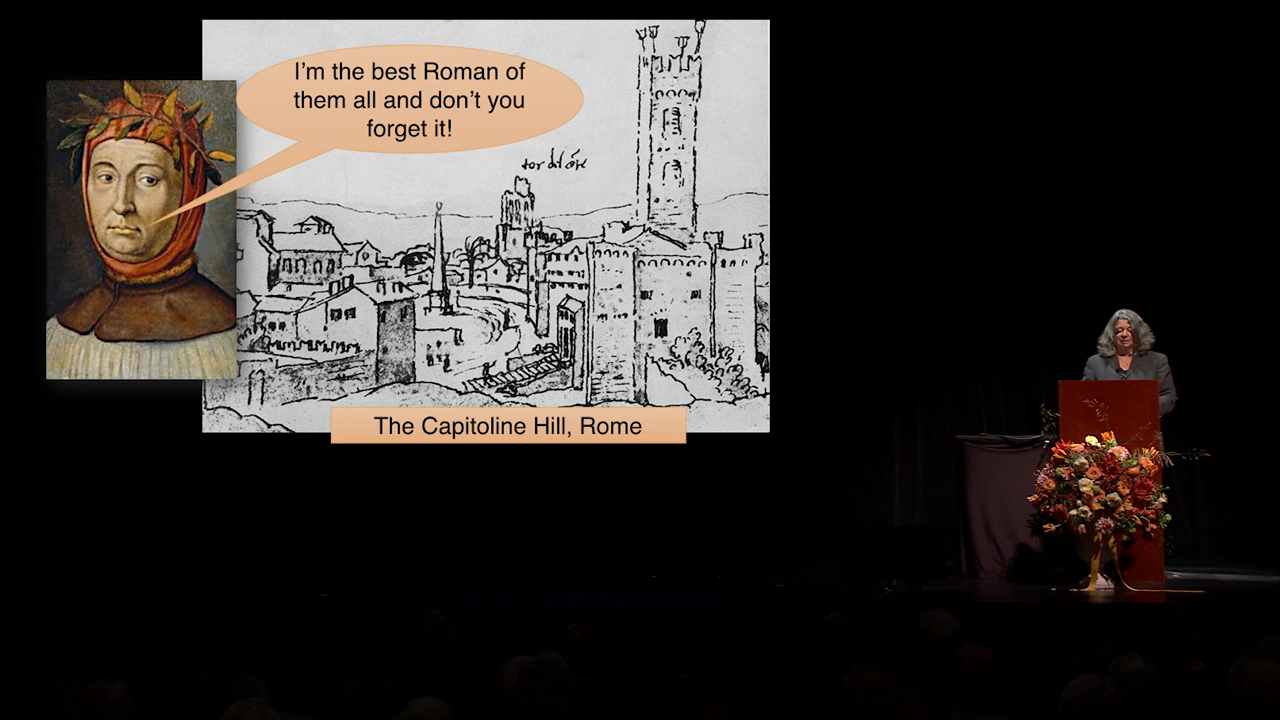 I’m the best Roman of
them all and don’t you
forget it!
The Capitoline Hill, Rome